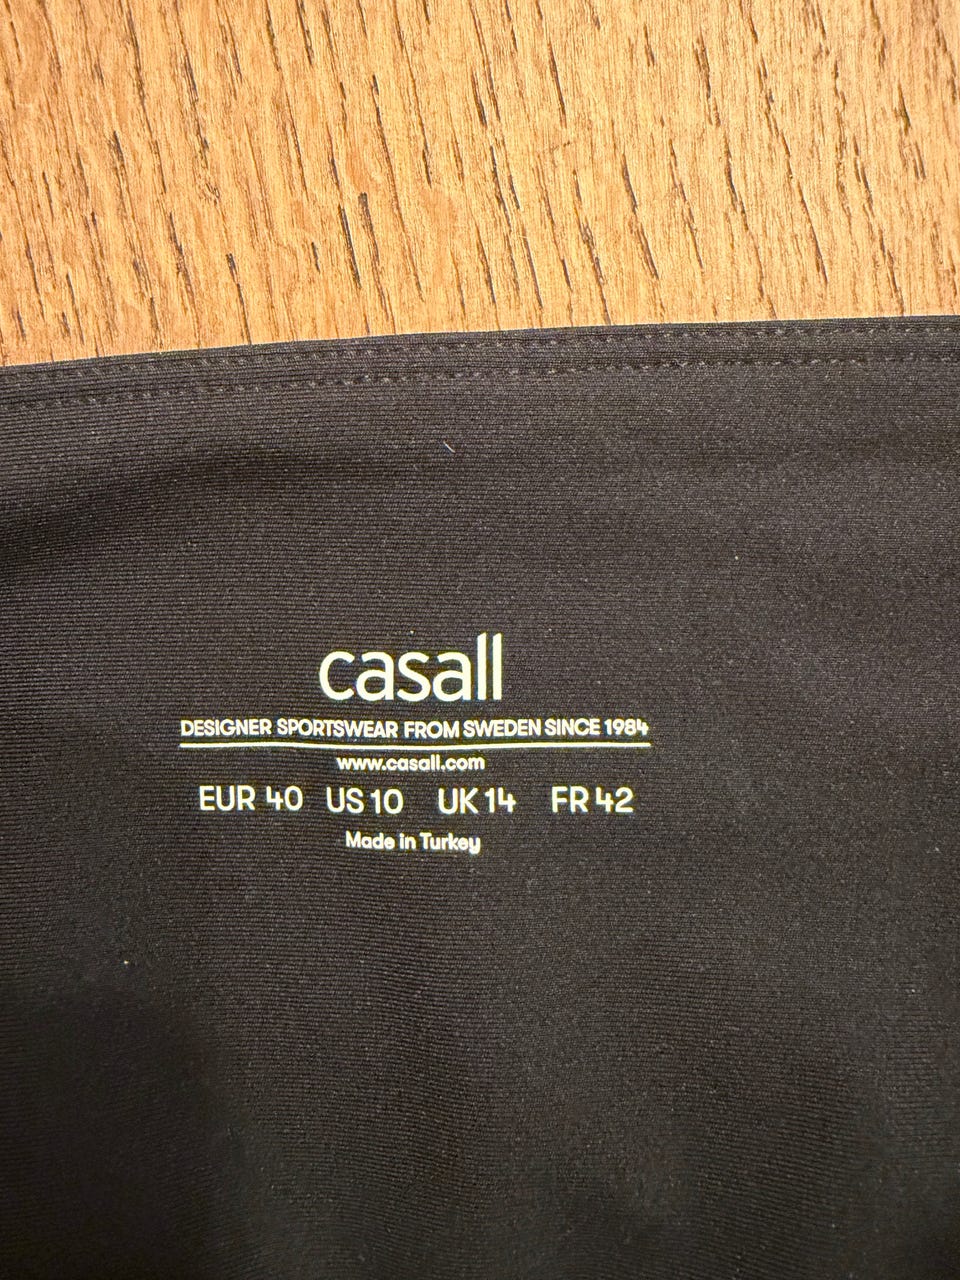 casall
DESIGNER SPORTSWEAR FROM SWEDEN SINCE 1984
www.casall.com
EUR 40 US 10 UK 14 FR 42
Made in Turkey